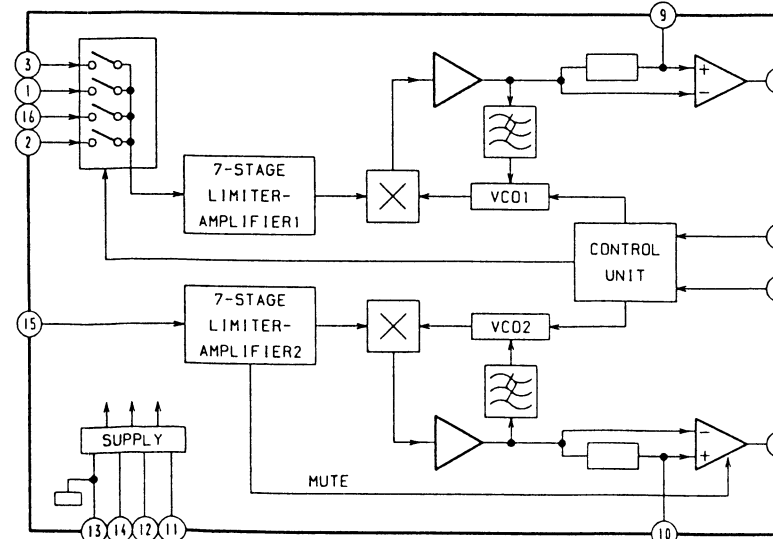 9
3
1
16
2
+
−
7-STAGE
LIMITER-
AMPLIFIER1
VCO1
CONTROL
UNIT
15
7-STAGE
LIMITER-
AMPLIFIER2
VCO2
SUPPLY
−
+
MUTE
13
14
12
11
10